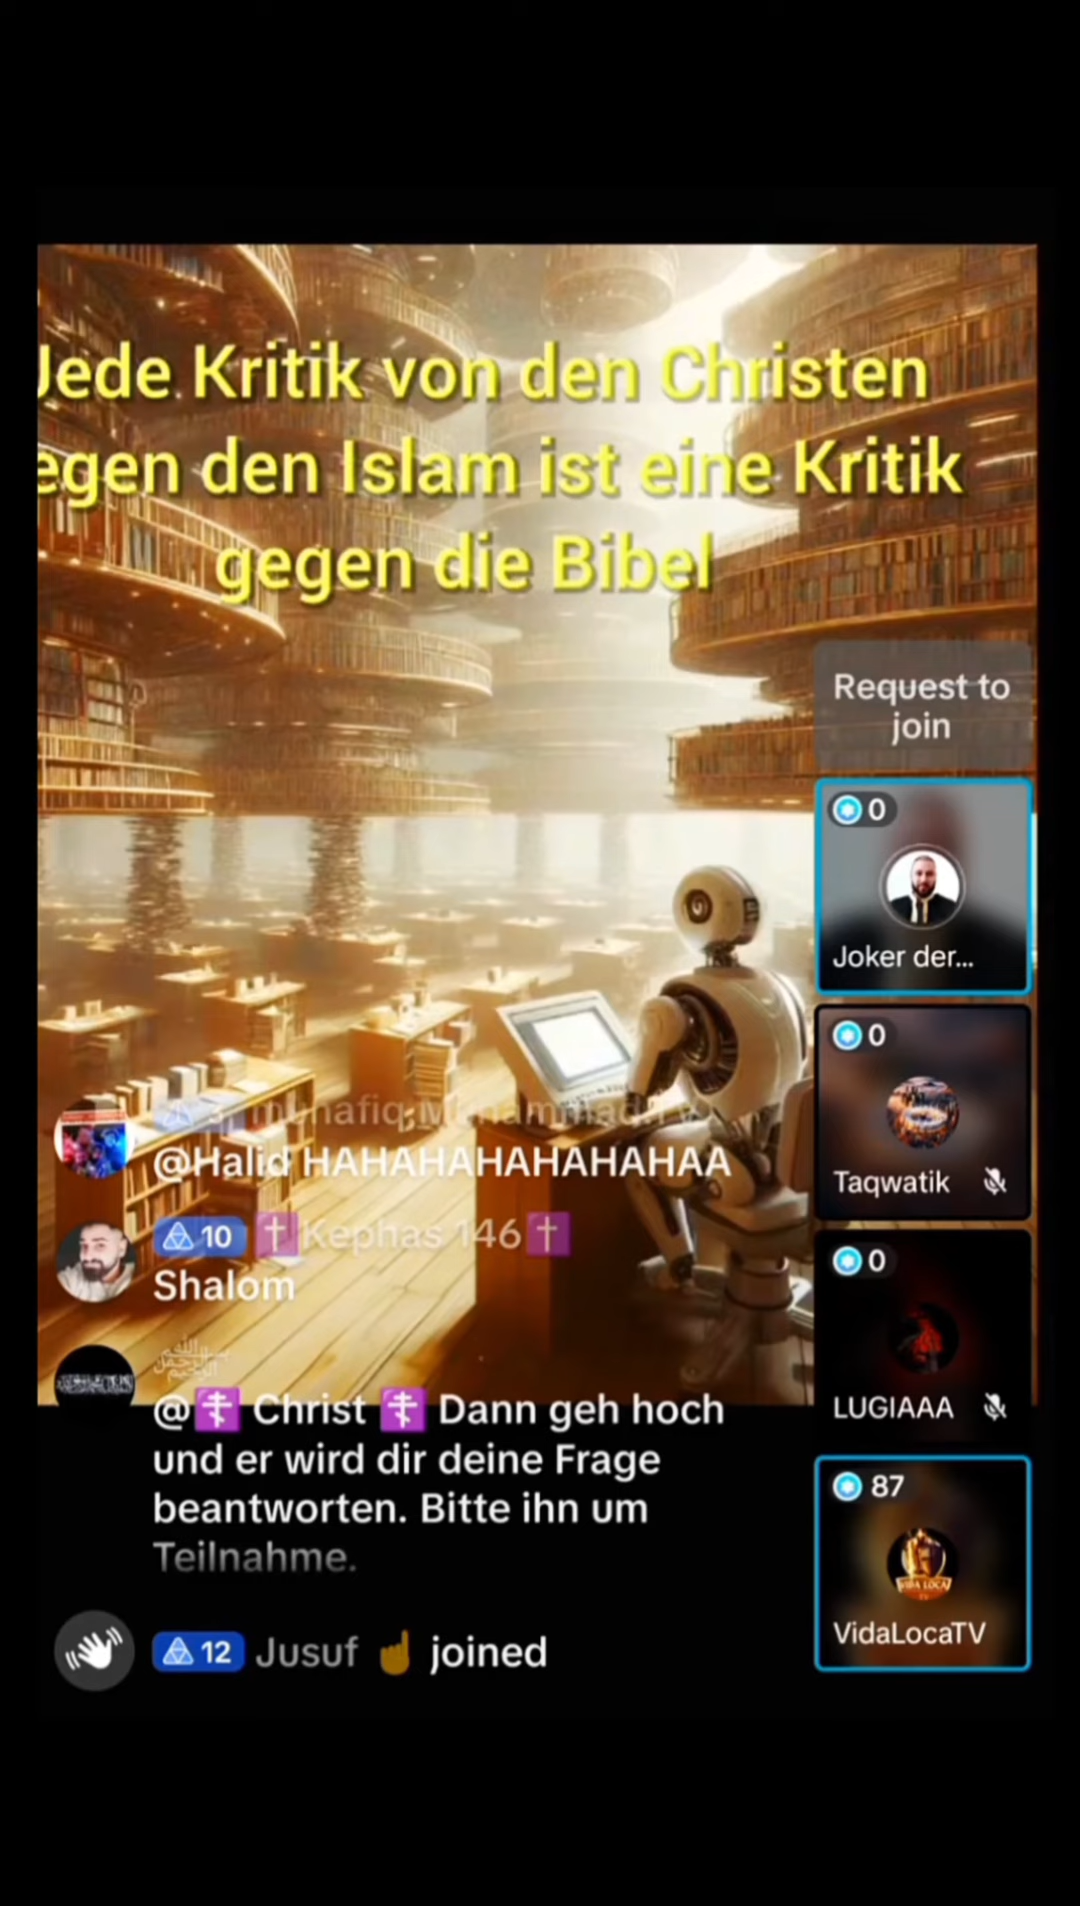 Jede Kritik von den Christen
egen den Islam ist eine Kritik
gegen die Bibel
Request to
join
0
Joker der...
0
Taqwatik
0
LUGIAAA
87
VIDA LOCA
VidaLocaTV
@Halid HAHAHAHAHAHAHAA
10 ✝️Kephas 146✝️
Shalom
@☦️ Christ ☦️ Dann geh hoch
und er wird dir deine Frage
beantworten. Bitte ihn um
Teilnahme.
12 Jusuf ☝🏾 joined